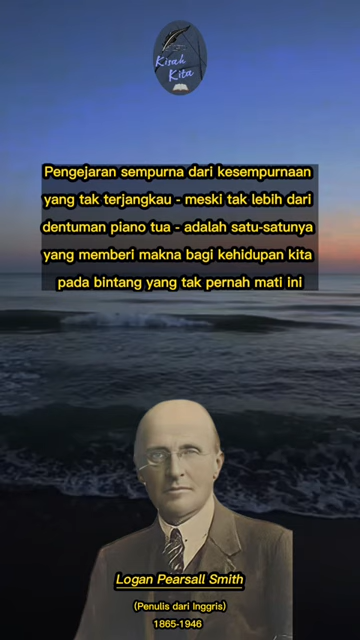 Kisah
Kita
Pengejaran sempurna dari kesempurnaan
yang tak terjangkau - meski tak lebih dari
dentuman piano tua - adalah satu-satunya
yang memberi makna bagi kehidupan kita
pada bintang yang tak pernah mati ini
Logan Pearsall Smith
(Penulis dari Inggris)
1865-1946